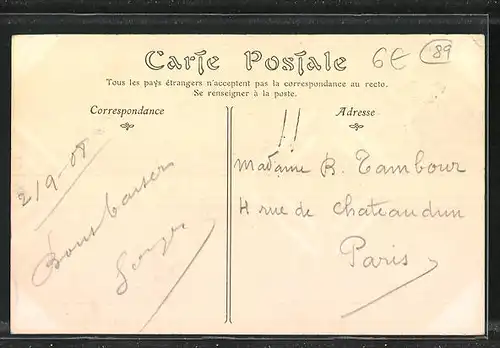 Carte Postale
6€
89
Tous les pays étrangers n'acceptent pas la correspondance au recto.
Se renseigner à la poste.
Correspondance
Adresse
2/9-08
Bons baisers
Georges
Madame R. Tambour
4 rue de Chateaudun
Paris